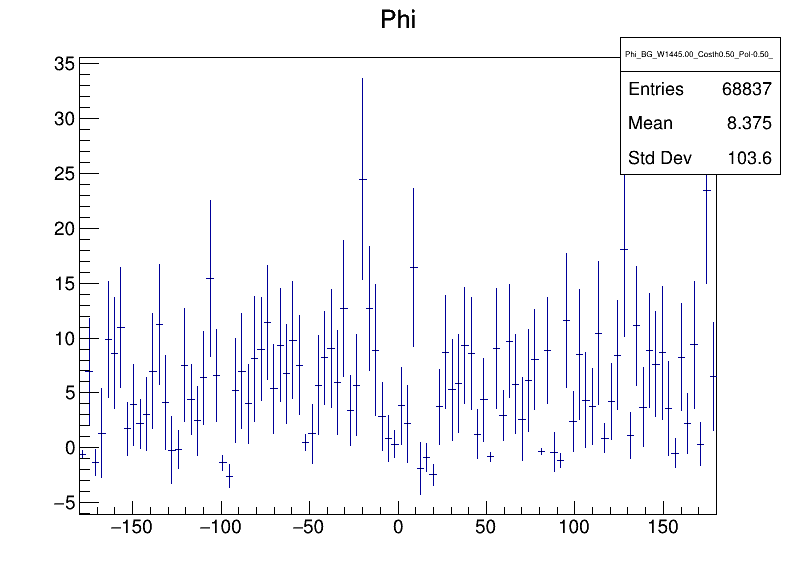 Phi
Phi_BG_W1445.00_Costh0.50_Pol-0.50_
Entries 68837
Mean 8.375
Std Dev 103.6
35
30
25
20
15
10
5
0
−5
−150 −100 −50 0 50 100 150